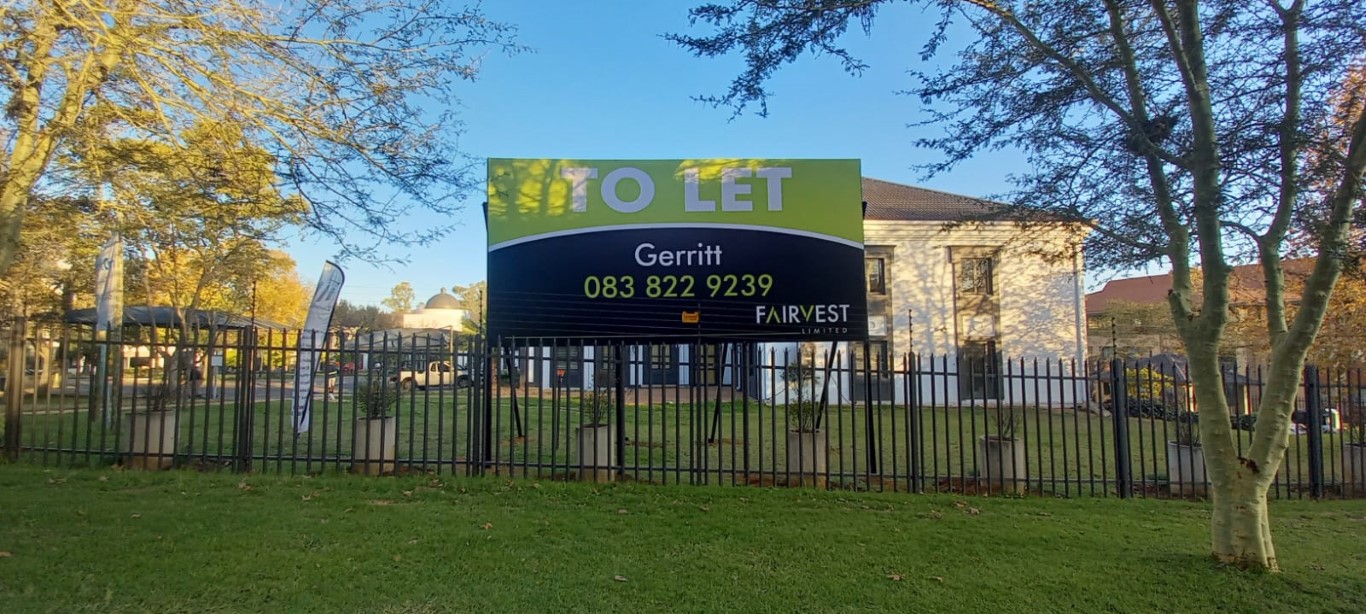 TO LET
Gerritt
083 822 9239
FAIRVEST
LIMITED